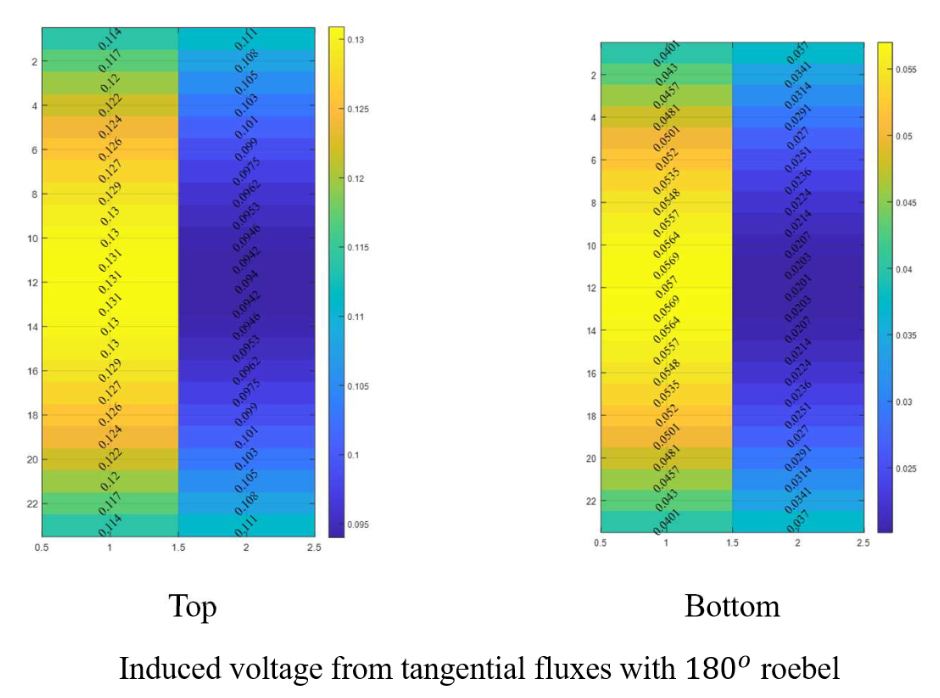 0.114 0.111
2 0.117 0.108
0.12 0.105
4 0.122 0.103
0.124 0.101
6 0.126 0.099
0.127 0.0975
8 0.129 0.0962
0.13 0.0953
10 0.13 0.0946
0.131 0.0942
12 0.131 0.094
0.131 0.0942
14 0.13 0.0946
0.13 0.0953
16 0.129 0.0962
0.127 0.0975
18 0.126 0.099
0.124 0.101
20 0.122 0.103
0.12 0.105
22 0.117 0.108
0.114 0.111
0.5 1 1.5 2 2.5
0.13
0.125
0.12
0.115
0.11
0.105
0.1
0.095
0.0401 0.037
2 0.043 0.0341
0.0457 0.0314
4 0.0481 0.0291
0.0501 0.027
6 0.052 0.0251
0.0535 0.0236
8 0.0548 0.0224
0.0557 0.0214
10 0.0564 0.0207
0.0569 0.0203
12 0.057 0.0201
0.0569 0.0203
14 0.0564 0.0207
0.0557 0.0214
16 0.0548 0.0224
0.0535 0.0236
18 0.052 0.0251
0.0501 0.027
20 0.0481 0.0291
0.0457 0.0314
22 0.043 0.0341
0.0401 0.037
0.5 1 1.5 2 2.5
0.055
0.05
0.045
0.04
0.035
0.03
0.025
Top
Bottom
Induced voltage from tangential fluxes with 180° roebel